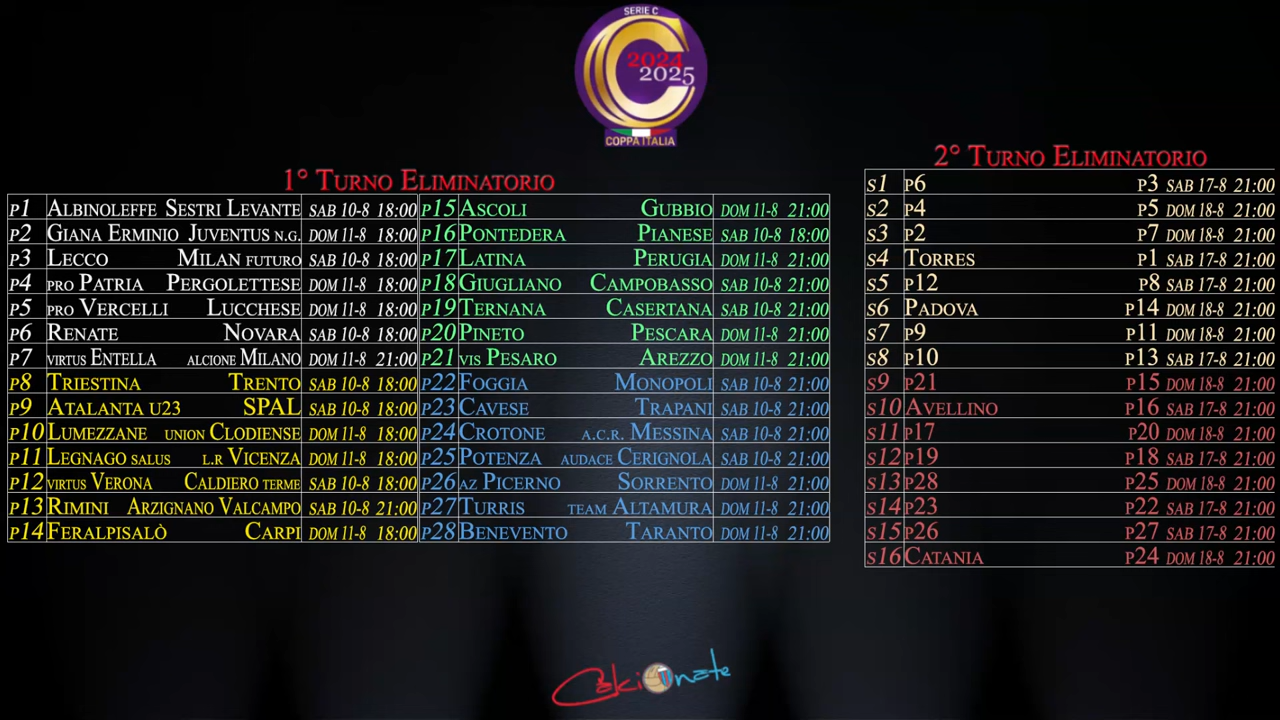 SERIE C
2024
2025
COPPA ITALIA
1° TURNO ELIMINATORIO
P1 ALBINOLEFFE SESTRI LEVANTE SAB 10-8 18:00
P2 GIANA ERMINIO JUVENTUS N.G. DOM 11-8 18:00
P3 LECCO MILAN FUTURO SAB 10-8 18:00
P4 PRO PATRIA PERGOLETTESE DOM 11-8 18:00
P5 PRO VERCELLI LUCCHESE DOM 11-8 18:00
P6 RENATE NOVARA SAB 10-8 18:00
P7 VIRTUS ENTELLA ALCIONE MILANO DOM 11-8 21:00
P8 TRIESTINA TRENTO SAB 10-8 18:00
P9 ATALANTA U23 SPAL SAB 10-8 18:00
P10 LUMEZZANE UNION CLODIENSE DOM 11-8 18:00
P11 LEGNAGO SALUS L.R VICENZA DOM 11-8 18:00
P12 VIRTUS VERONA CALDIERO TERME SAB 10-8 18:00
P13 RIMINI ARZIGNANO VALCAMPO SAB 10-8 21:00
P14 FERALPISALÒ CARPI DOM 11-8 18:00
P15 ASCOLI GUBBIO DOM 11-8 21:00
P16 PONTEDERA PIANESE SAB 10-8 18:00
P17 LATINA PERUGIA DOM 11-8 21:00
P18 GIUGLIANO CAMPOBASSO SAB 10-8 21:00
P19 TERNANA CASERTANA SAB 10-8 21:00
P20 PINETO PESCARA DOM 11-8 21:00
P21 VIS PESARO AREZZO DOM 11-8 21:00
P22 FOGGIA MONOPOLI SAB 10-8 21:00
P23 CAVESE TRAPANI SAB 10-8 21:00
P24 CROTONE A.C.R. MESSINA SAB 10-8 21:00
P25 POTENZA AUDACE CERIGNOLA SAB 10-8 21:00
P26 AZ PICERNO SORRENTO DOM 11-8 21:00
P27 TURRIS TEAM ALTAMURA DOM 11-8 21:00
P28 BENEVENTO TARANTO DOM 11-8 21:00
2° TURNO ELIMINATORIO
S1 P6 P3 SAB 17-8 21:00
S2 P4 P5 DOM 18-8 21:00
S3 P2 P7 DOM 18-8 21:00
S4 TORRES P1 SAB 17-8 21:00
S5 P12 P8 SAB 17-8 21:00
S6 PADOVA P14 DOM 18-8 21:00
S7 P9 P11 DOM 18-8 21:00
S8 P10 P13 SAB 17-8 21:00
S9 P21 P15 DOM 18-8 21:00
S10 AVELLINO P16 SAB 17-8 21:00
S11 P17 P20 DOM 18-8 21:00
S12 P19 P18 SAB 17-8 21:00
S13 P28 P25 DOM 18-8 21:00
S14 P23 P22 SAB 17-8 21:00
S15 P26 P27 SAB 17-8 21:00
S16 CATANIA P24 DOM 18-8 21:00
Calcionate